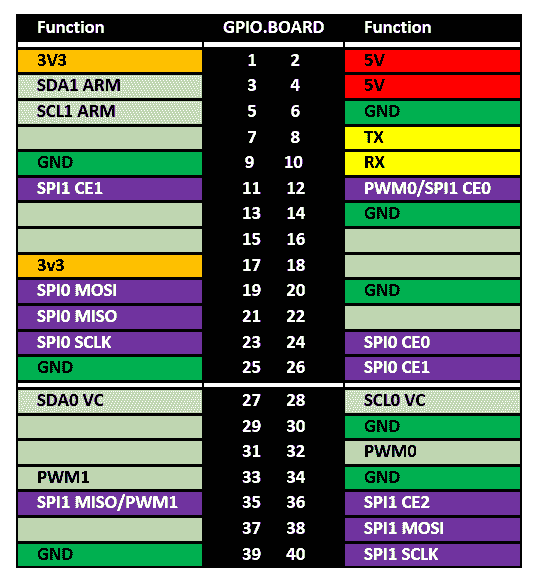 Function GPIO.BOARD Function
3V3 1 2 5V
SDA1 ARM 3 4 5V
SCL1 ARM 5 6 GND
7 8 TX
GND 9 10 RX
SPI1 CE1 11 12 PWM0/SPI1 CE0
13 14 GND
15 16
3v3 17 18
SPI0 MOSI 19 20 GND
SPI0 MISO 21 22
SPI0 SCLK 23 24 SPI0 CE0
GND 25 26 SPI0 CE1
SDA0 VC 27 28 SCL0 VC
29 30 GND
31 32 PWM0
PWM1 33 34 GND
SPI1 MISO/PWM1 35 36 SPI1 CE2
37 38 SPI1 MOSI
GND 39 40 SPI1 SCLK